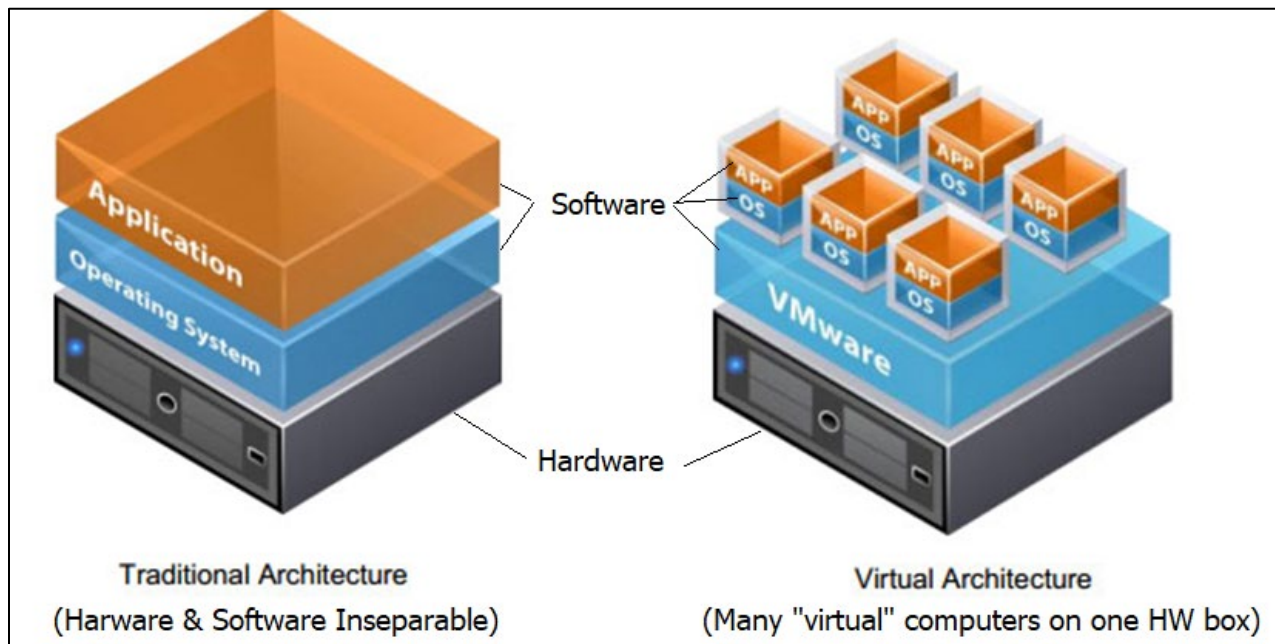 Application
Operating System
Software
Hardware
APP
OS
APP
OS
APP
OS
APP
OS
APP
OS
APP
OS
VMware
Traditional Architecture
(Harware & Software Inseparable)
Virtual Architecture
(Many "virtual" computers on one HW box)